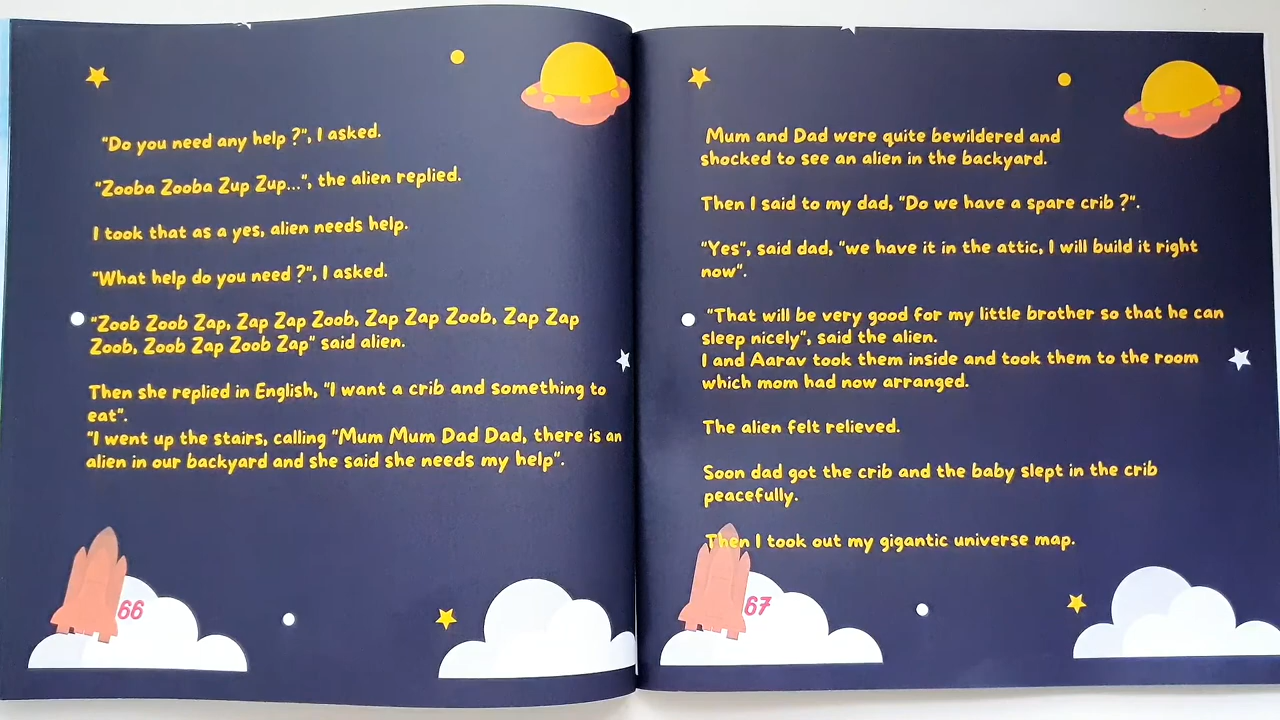 "Do you need any help ?", I asked.
"Zooba Zooba Zup Zup...", the alien replied.
I took that as a yes, alien needs help.
"What help do you need ?", I asked.
"Zoob Zoob Zap, Zap Zap Zoob, Zap Zap Zoob, Zap Zap
Zoob, Zoob Zap Zoob Zap" said alien.
Then she replied in English, "I want a crib and something to
eat".
"I went up the stairs, calling "Mum Mum Dad Dad, there is an
alien in our backyard and she said she needs my help".
66
Mum and Dad were quite bewildered and
shocked to see an alien in the backyard.
Then I said to my dad, "Do we have a spare crib ?".
"Yes", said dad, "we have it in the attic, I will build it right
now".
"That will be very good for my little brother so that he can
sleep nicely", said the alien.
I and Aarav took them inside and took them to the room
which mom had now arranged.
The alien felt relieved.
Soon dad got the crib and the baby slept in the crib
peacefully.
Then I took out my gigantic universe map.
67